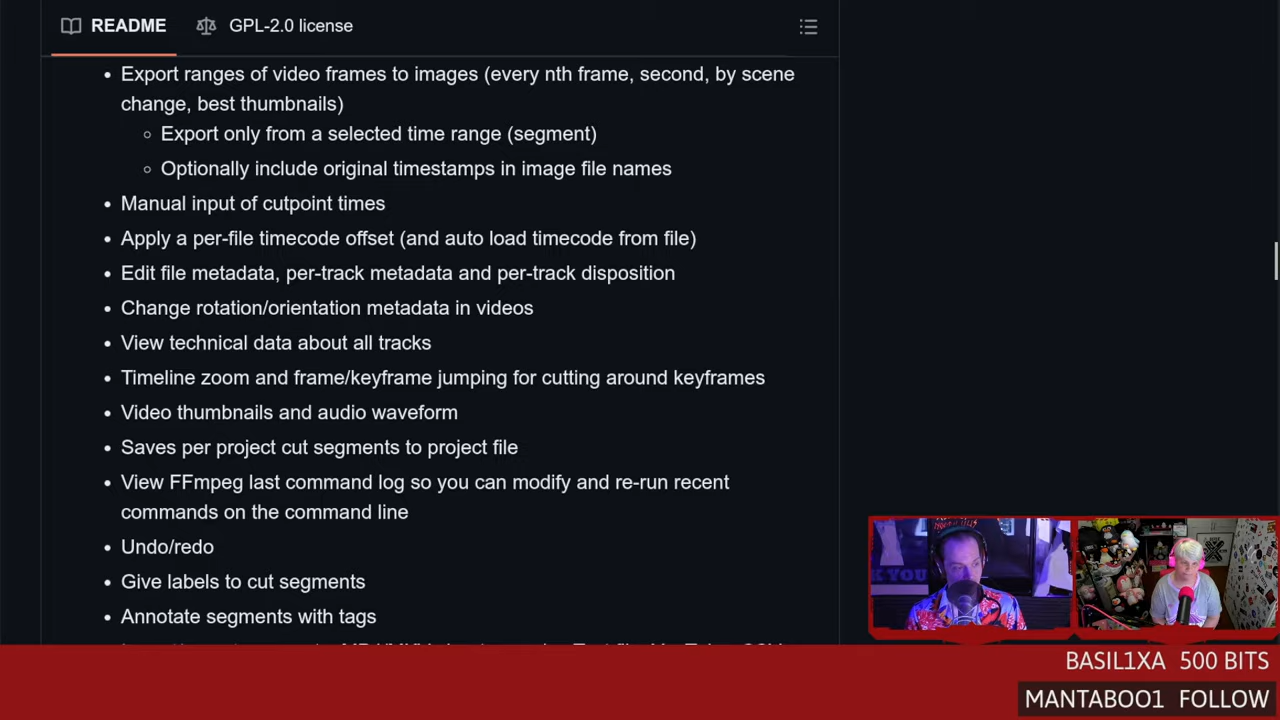 README
GPL-2.0 license
Export ranges of video frames to images (every nth frame, second, by scene
change, best thumbnails)
Export only from a selected time range (segment)
Optionally include original timestamps in image file names
Manual input of cutpoint times
Apply a per-file timecode offset (and auto load timecode from file)
Edit file metadata, per-track metadata and per-track disposition
Change rotation/orientation metadata in videos
View technical data about all tracks
Timeline zoom and frame/keyframe jumping for cutting around keyframes
Video thumbnails and audio waveform
Saves per project cut segments to project file
View FFmpeg last command log so you can modify and re-run recent
commands on the command line
Undo/redo
Give labels to cut segments
Annotate segments with tags
BASIL1XA 500 BITS
MANTABOO1 FOLLOW